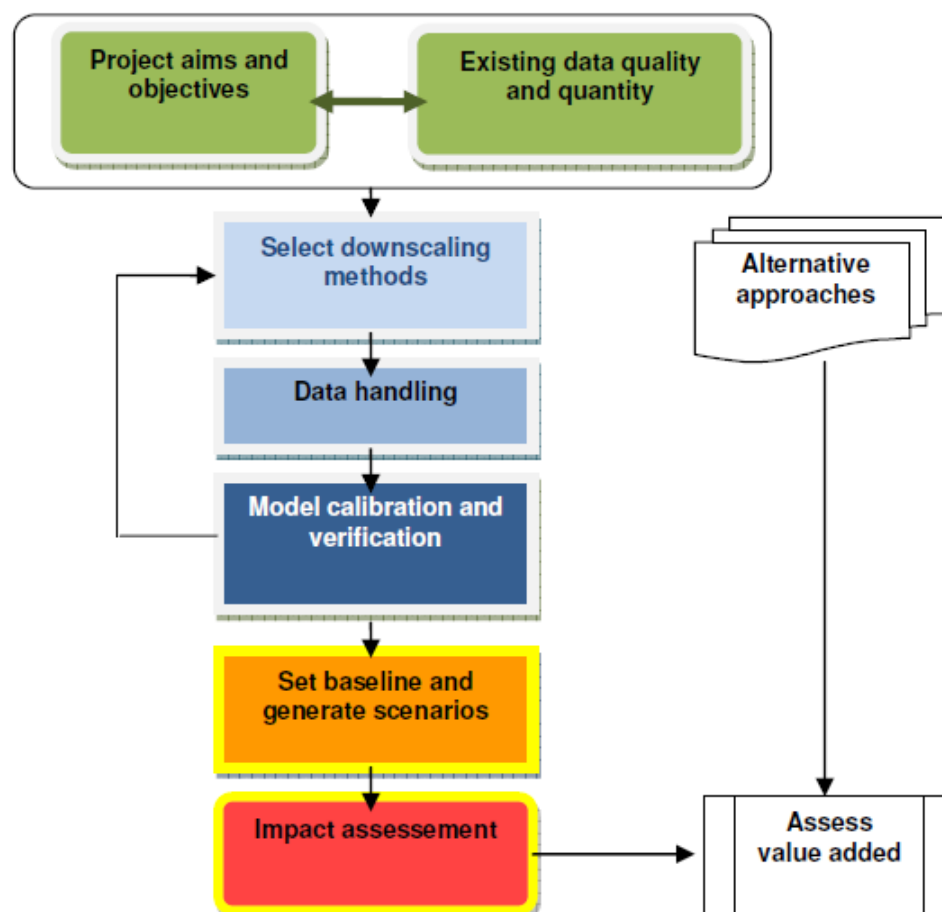 Project aims and
objectives
Existing data quality
and quantity
Select downscaling
methods
Alternative
approaches
Data handling
Model calibration and
verification
Set baseline and
generate scenarios
Impact assessement
Assess
value added